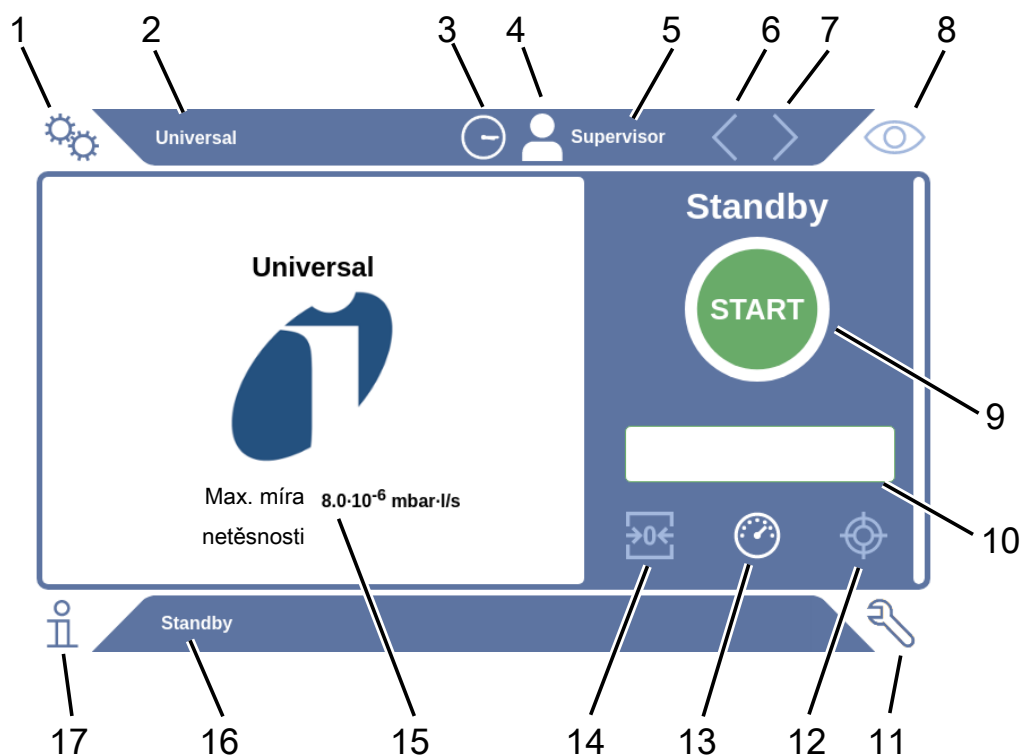 1 2 3 4 5 6 7 8
Universal Supervisor
Standby
Universal
START
9
Max. míra 8.0·10⁻⁶ mbar·l/s
netěsnosti
→0←
10
Standby
17 16 15 14 13 12 11